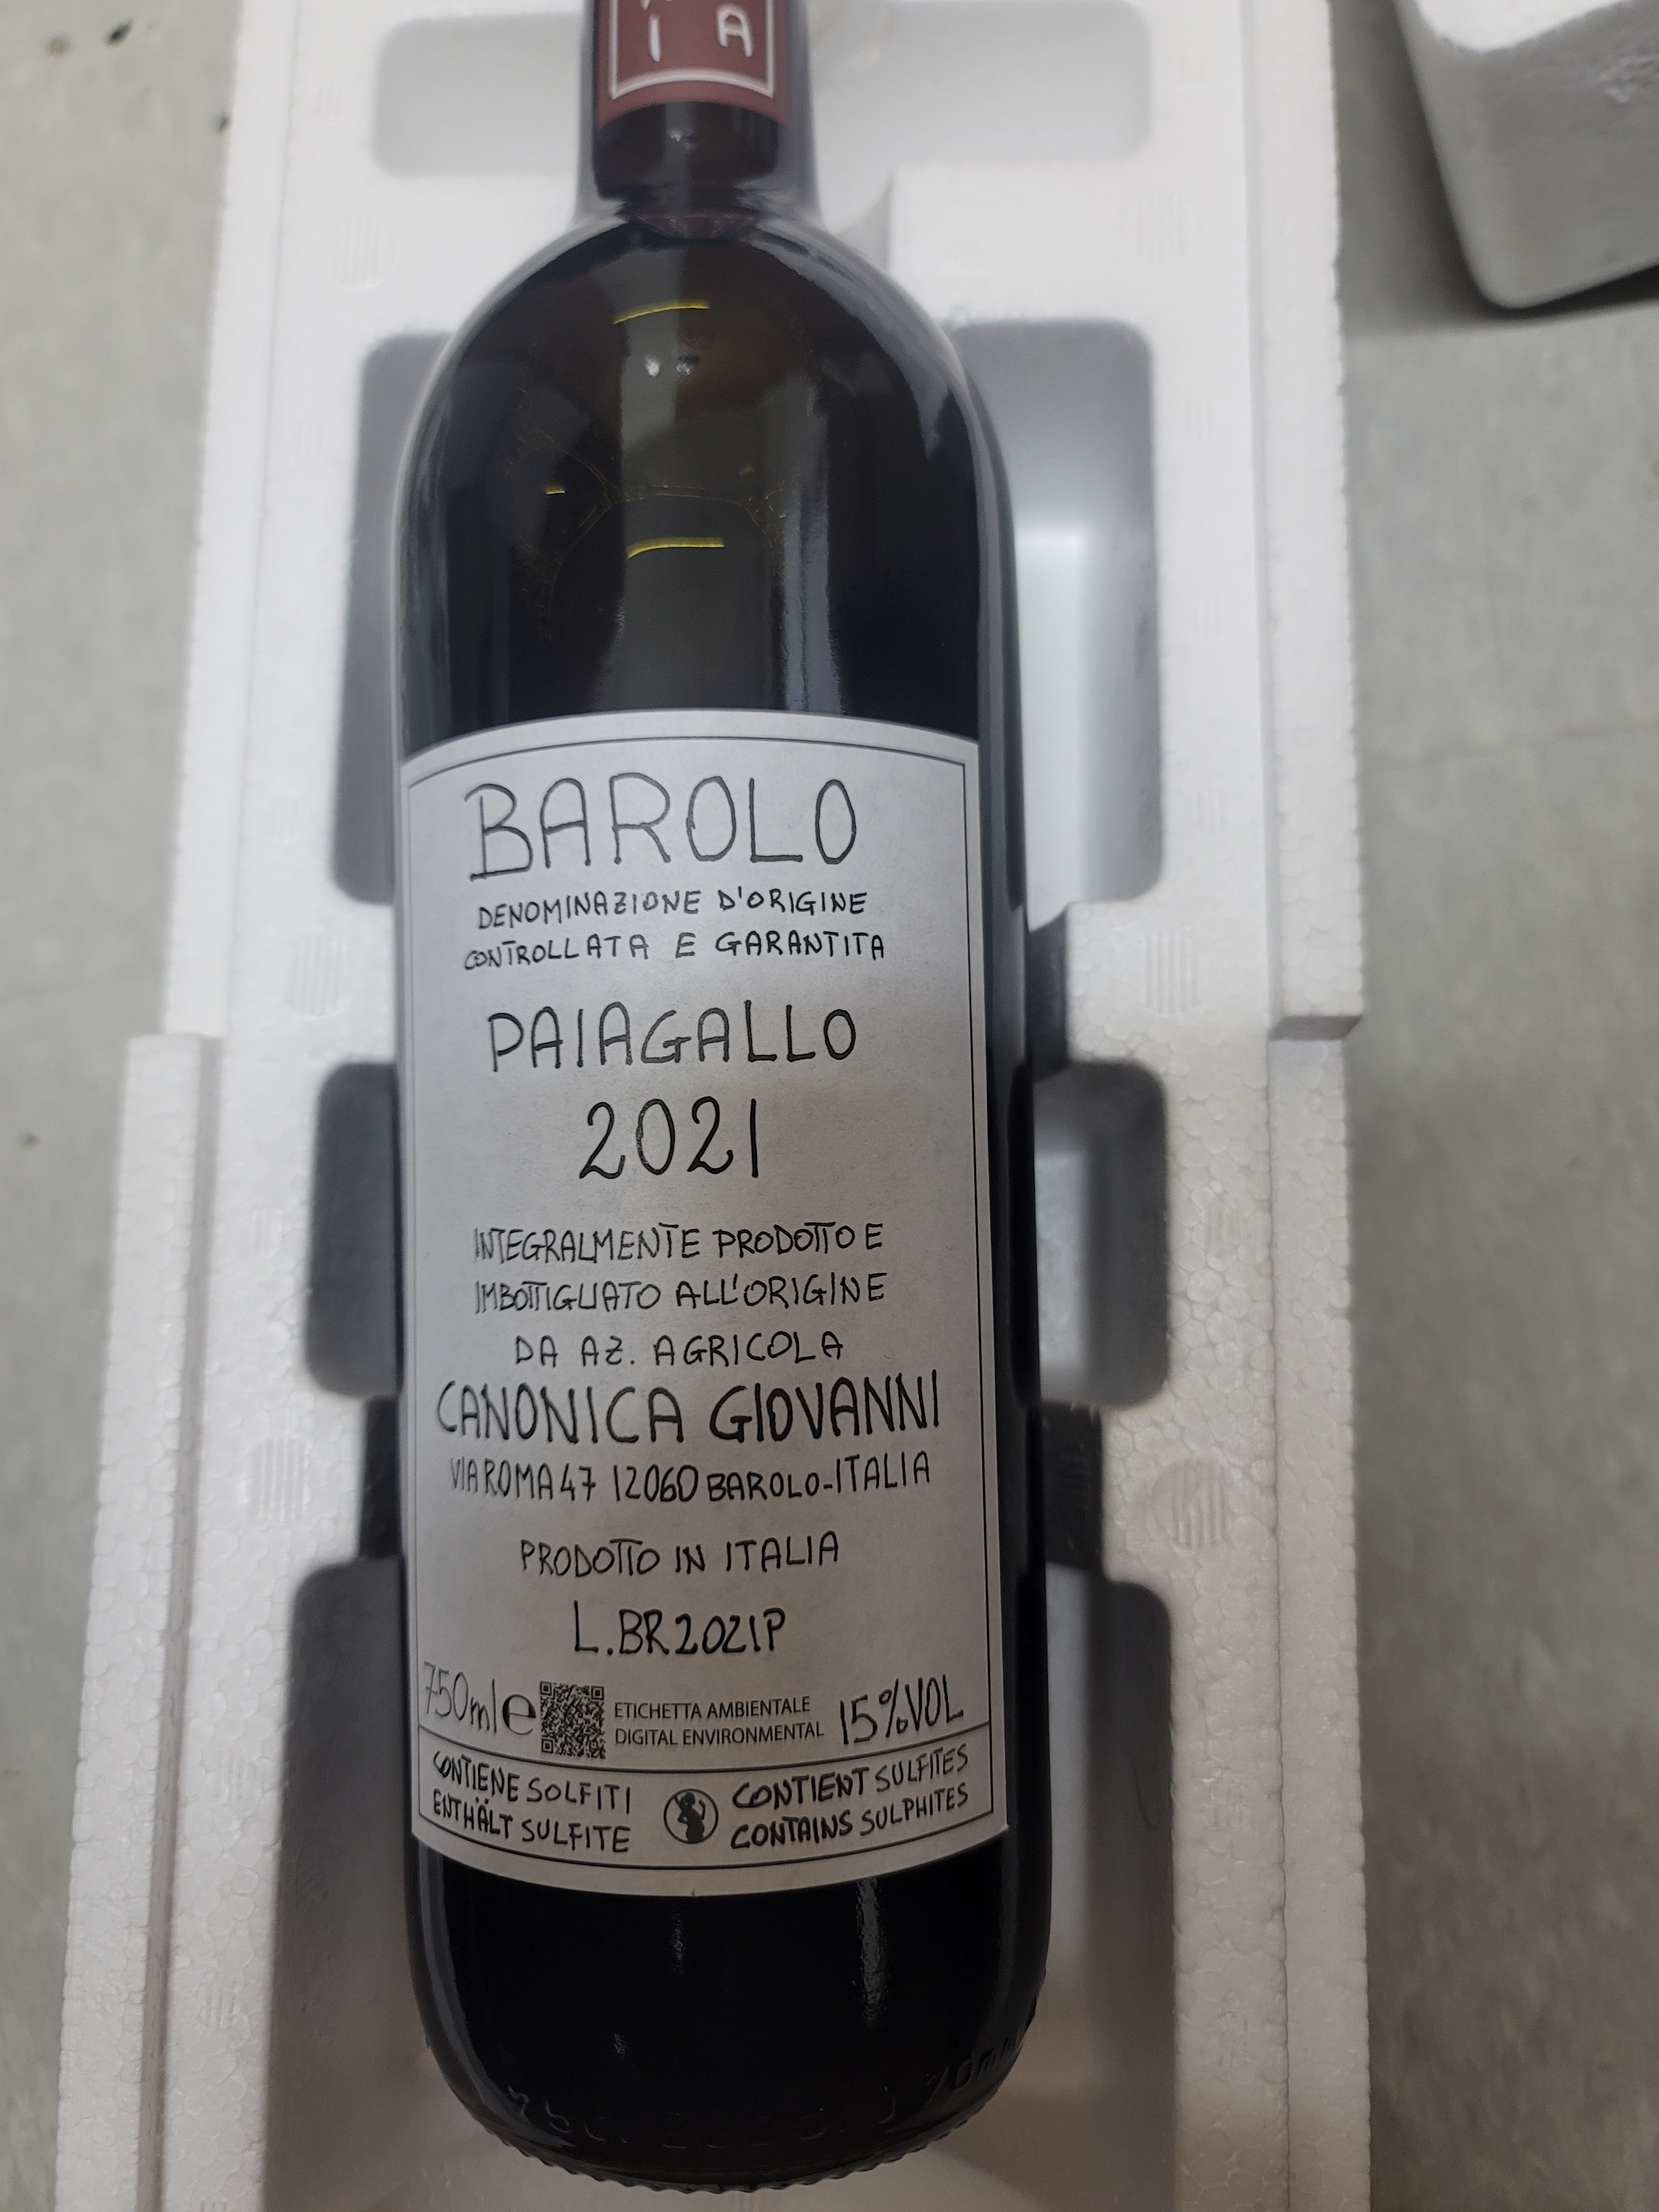 I A
BAROLO
DENOMINAZIONE D'ORIGINE
CONTROLLATA E GARANTITA
PAIAGALLO
2021
INTEGRALMENTE PRODOTTO E
IMBOTTIGLIATO ALL'ORIGINE
DA AZ. AGRICOLA
CANONICA GIOVANNI
VIA ROMA 47 12060 BAROLO-ITALIA
PRODOTTO IN ITALIA
L.BR2021P
750ml e
ETICHETTA AMBIENTALE
DIGITAL ENVIRONMENTAL
15%VOL
CONTIENE SOLFITI
ENTHÄLT SULFITE
CONTIENT SULFITES
CONTAINS SULPHITES